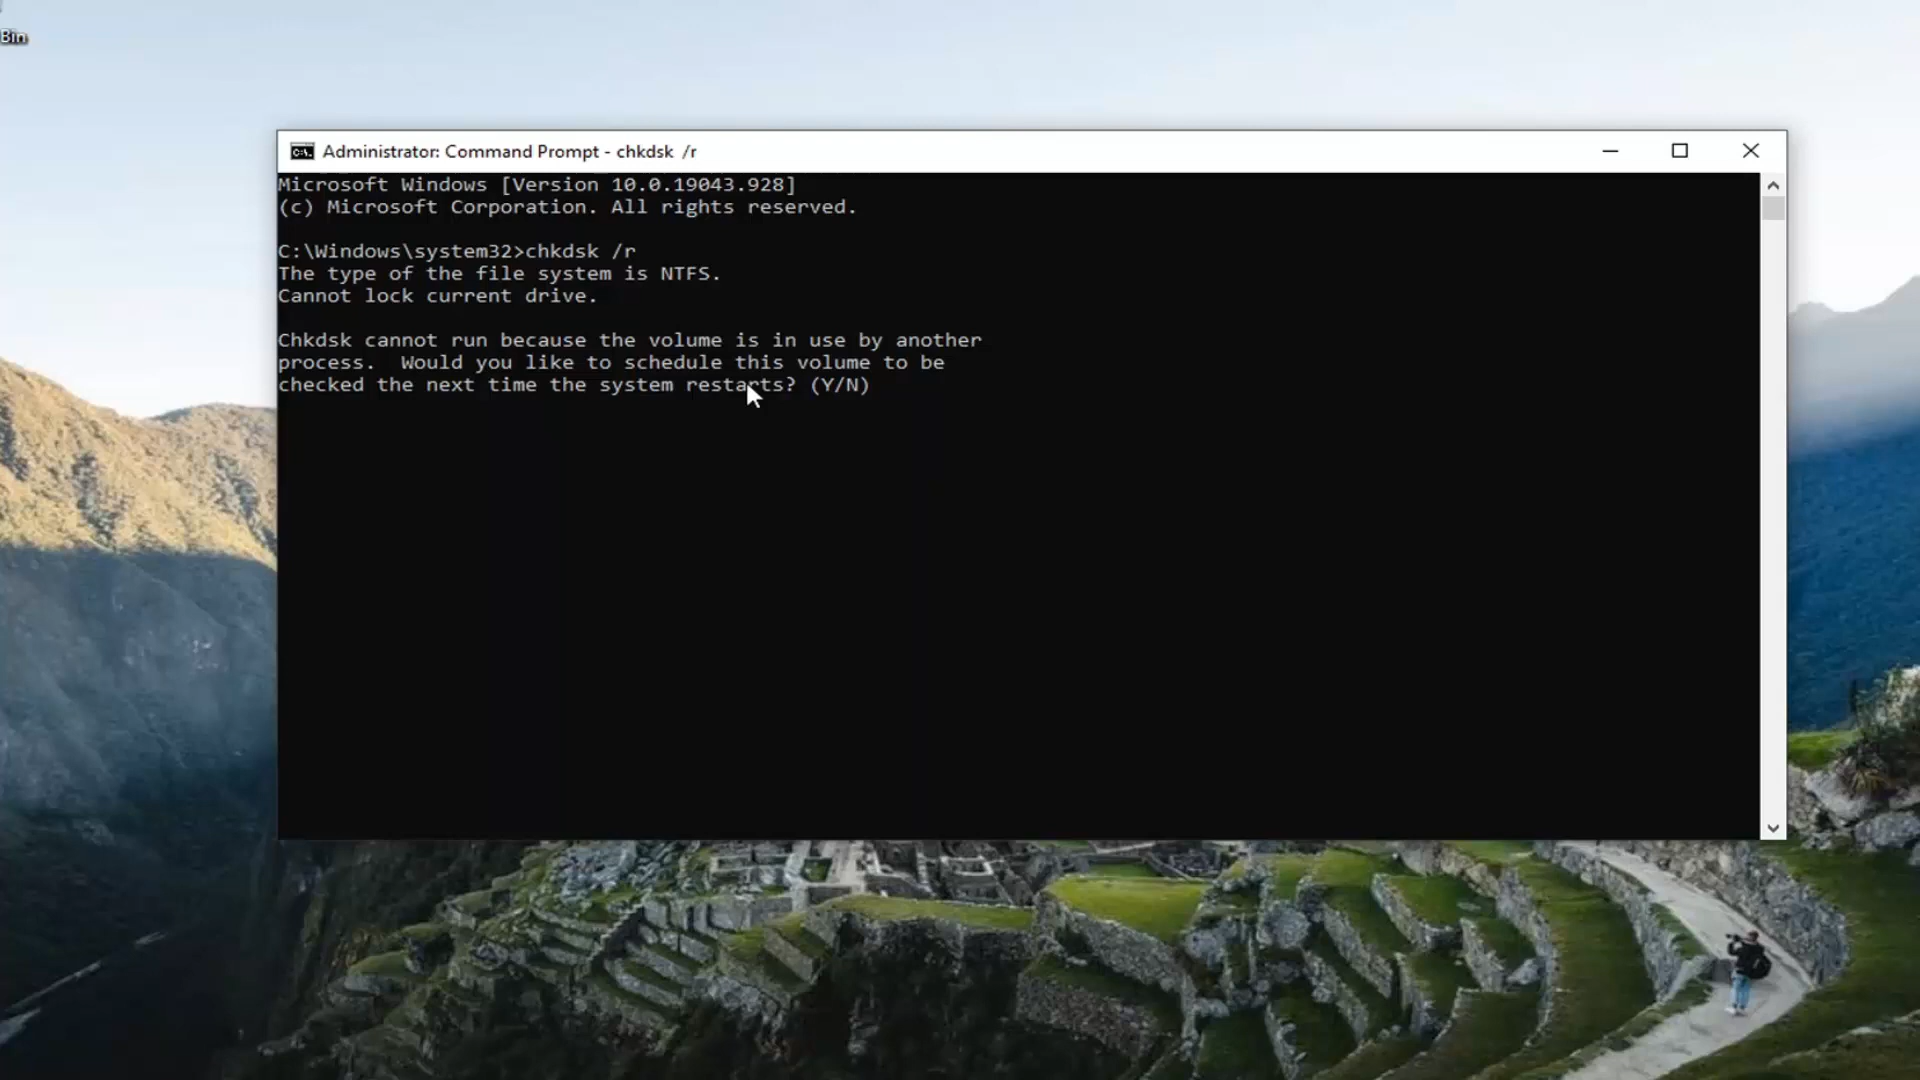 Bin
Administrator: Command Prompt - chkdsk /r
Microsoft Windows [Version 10.0.19043.928]
(c) Microsoft Corporation. All rights reserved.
C:\Windows\system32>chkdsk /r
The type of the file system is NTFS.
Cannot lock current drive.
Chkdsk cannot run because the volume is in use by another
process.  Would you like to schedule this volume to be
checked the next time the system restarts? (Y/N)